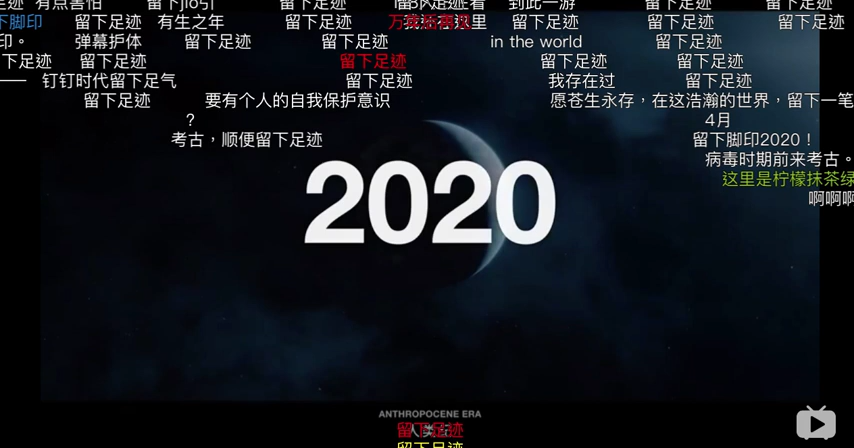 足迹 有点害怕 留下jio引 留下足迹 看 到此一游 留下足迹 留下足迹
下脚印 留下足迹 有生之年 留下足迹 留下足迹 留下足迹 留下足迹
印。 弹幕护体 留下足迹 留下足迹 in the world 留下足迹
下足迹 留下足迹 留下足迹 留下足迹 留下足迹
—— 钉钉时代留下足气 留下足迹 我存在过 留下足迹
留下足迹 要有个人的自我保护意识 愿苍生永存，在这浩瀚的世界，留下一笔
? 4月
考古，顺便留下足迹 留下脚印2020！
病毒时期前来考古。
这里是柠檬抹茶绿
啊啊啊
2020
ANTHROPOCENE ERA
留下足迹
留下足迹